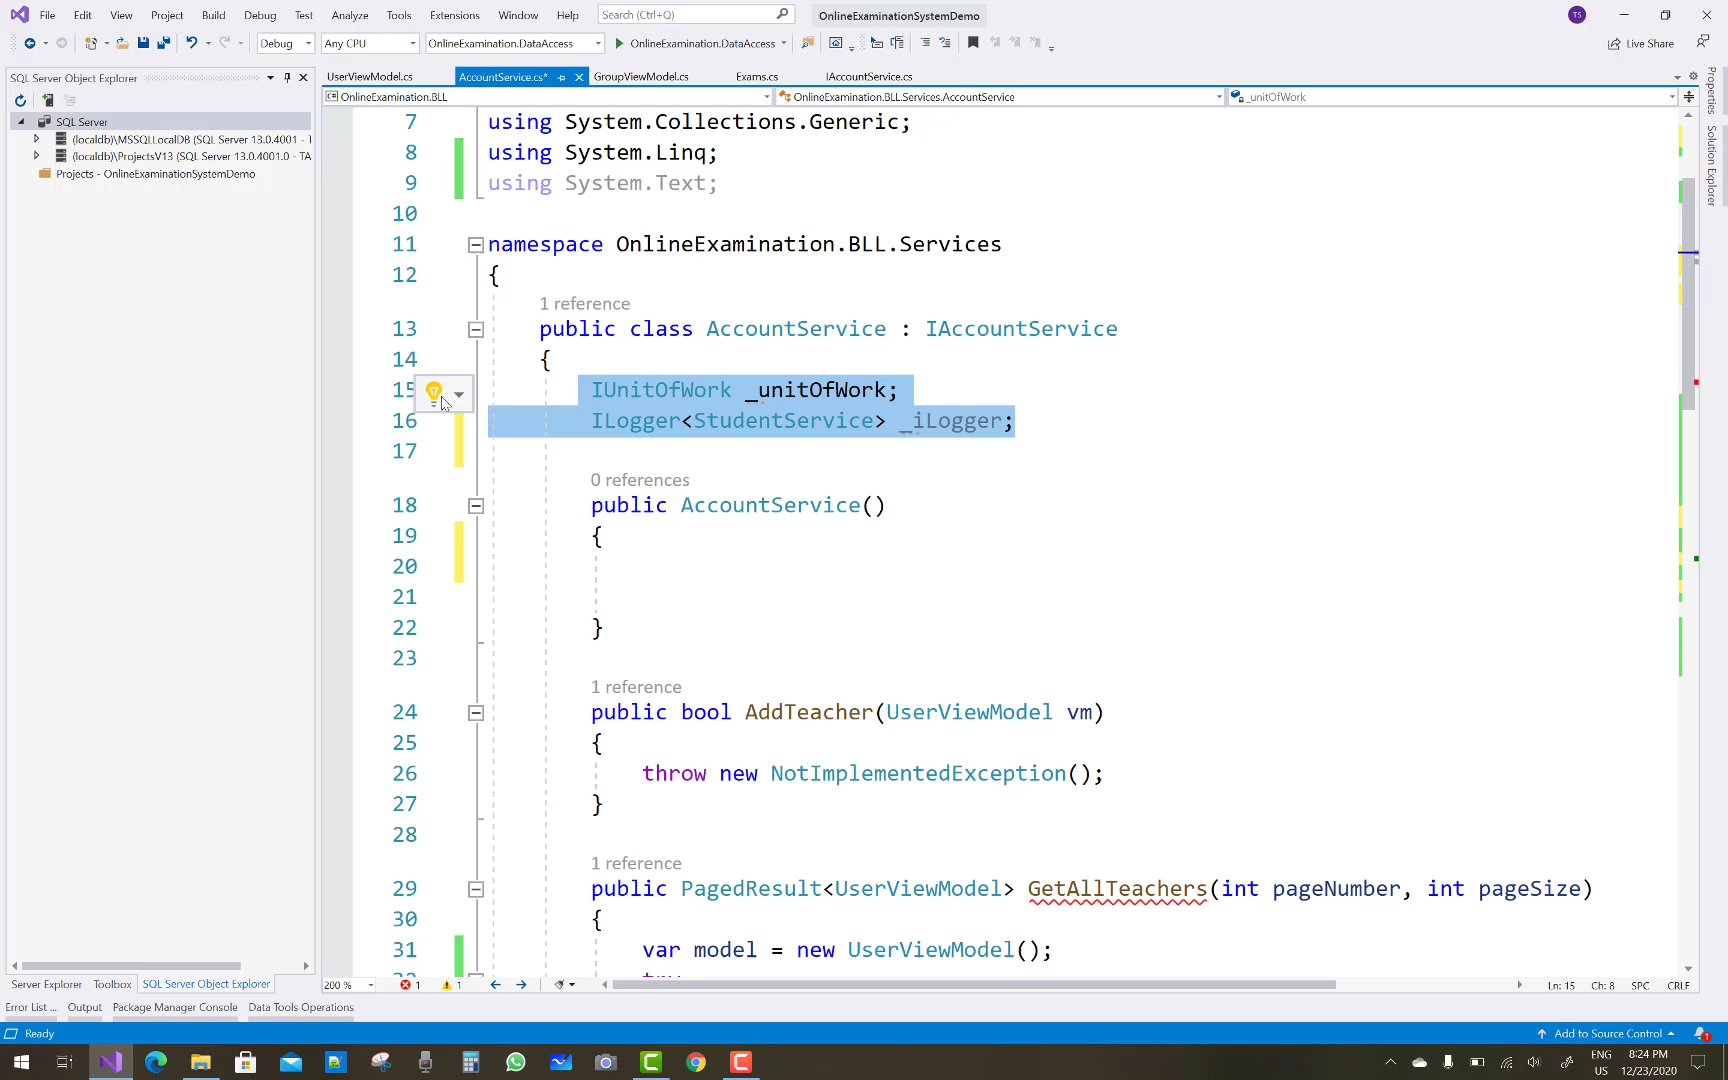 File Edit View Project Build Debug Test Analyze Tools Extensions Window Help Search (Ctrl+Q) OnlineExaminationSystemDemo TS
Debug Any CPU OnlineExamination.DataAccess OnlineExamination.DataAccess Live Share
SQL Server Object Explorer
UserViewModel.cs AccountService.cs* GroupViewModel.cs Exams.cs IAccountService.cs
OnlineExamination.BLL OnlineExamination.BLL.Services.AccountService _unitOfWork
SQL Server
(localdb)\MSSQLLocalDB (SQL Server 13.0.4001 - T
(localdb)\ProjectsV13 (SQL Server 13.0.4001.0 - TA
Projects - OnlineExaminationSystemDemo
7 using System.Collections.Generic;
8 using System.Linq;
9 using System.Text;
10
11 namespace OnlineExamination.BLL.Services
12 {
1 reference
13 public class AccountService : IAccountService
14 {
15 IUnitOfWork _unitOfWork;
16 ILogger<StudentService> _iLogger;
17
0 references
18 public AccountService()
19 {
20
21
22 }
23
1 reference
24 public bool AddTeacher(UserViewModel vm)
25 {
26 throw new NotImplementedException();
27 }
28
1 reference
29 public PagedResult<UserViewModel> GetAllTeachers(int pageNumber, int pageSize)
30 {
31 var model = new UserViewModel();
Properties
Solution Explorer
Server Explorer Toolbox SQL Server Object Explorer 200 % 1 1 Ln: 15 Ch: 8 SPC CRLF
Error List ... Output Package Manager Console Data Tools Operations
Ready Add to Source Control 1
ENG US 8:24 PM 12/23/2020